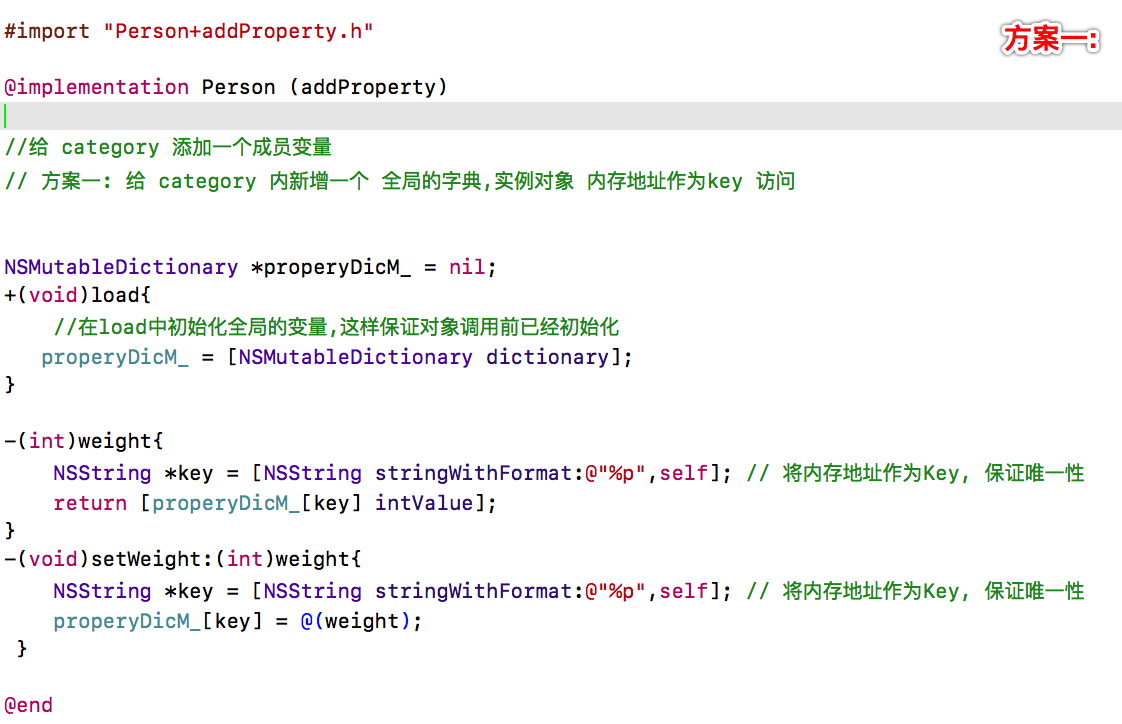 #import "Person+addProperty.h"
方案一:
@implementation Person (addProperty)
//给 category 添加一个成员变量
// 方案一: 给 category 内新增一个 全局的字典,实例对象 内存地址作为key 访问
NSMutableDictionary *properyDicM_ = nil;
+(void)load{
//在load中初始化全局的变量,这样保证对象调用前已经初始化
properyDicM_ = [NSMutableDictionary dictionary];
}
-(int)weight{
NSString *key = [NSString stringWithFormat:@"%p",self]; // 将内存地址作为Key, 保证唯一性
return [properyDicM_[key] intValue];
}
-(void)setWeight:(int)weight{
NSString *key = [NSString stringWithFormat:@"%p",self]; // 将内存地址作为Key, 保证唯一性
properyDicM_[key] = @(weight);
}
@end